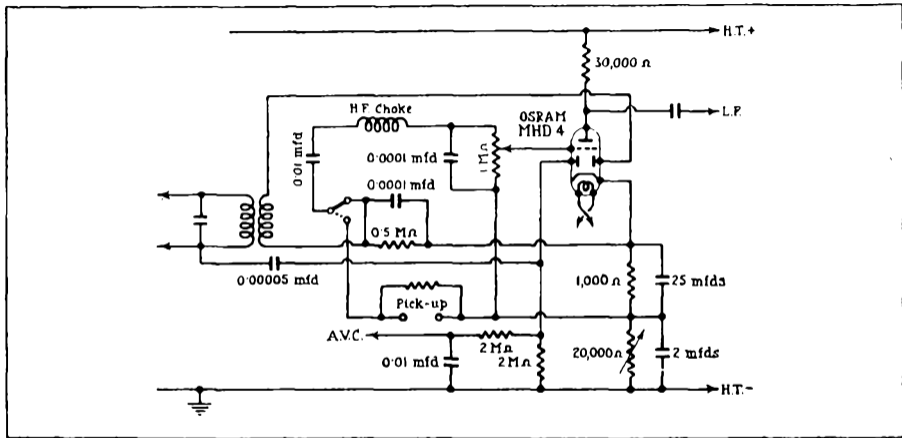 H.T.+
30,000 Ω
H.F. Choke
OSRAM
MHD 4
L.F.
0.01 mfd
0.0001 mfd
1 MΩ
0.0001 mfd
0.5 MΩ
0.00005 mfd
1,000 Ω
25 mfds
Pick-up
A.V.C.
2 MΩ
2 MΩ
0.01 mfd
20,000 Ω
2 mfds
H.T.-